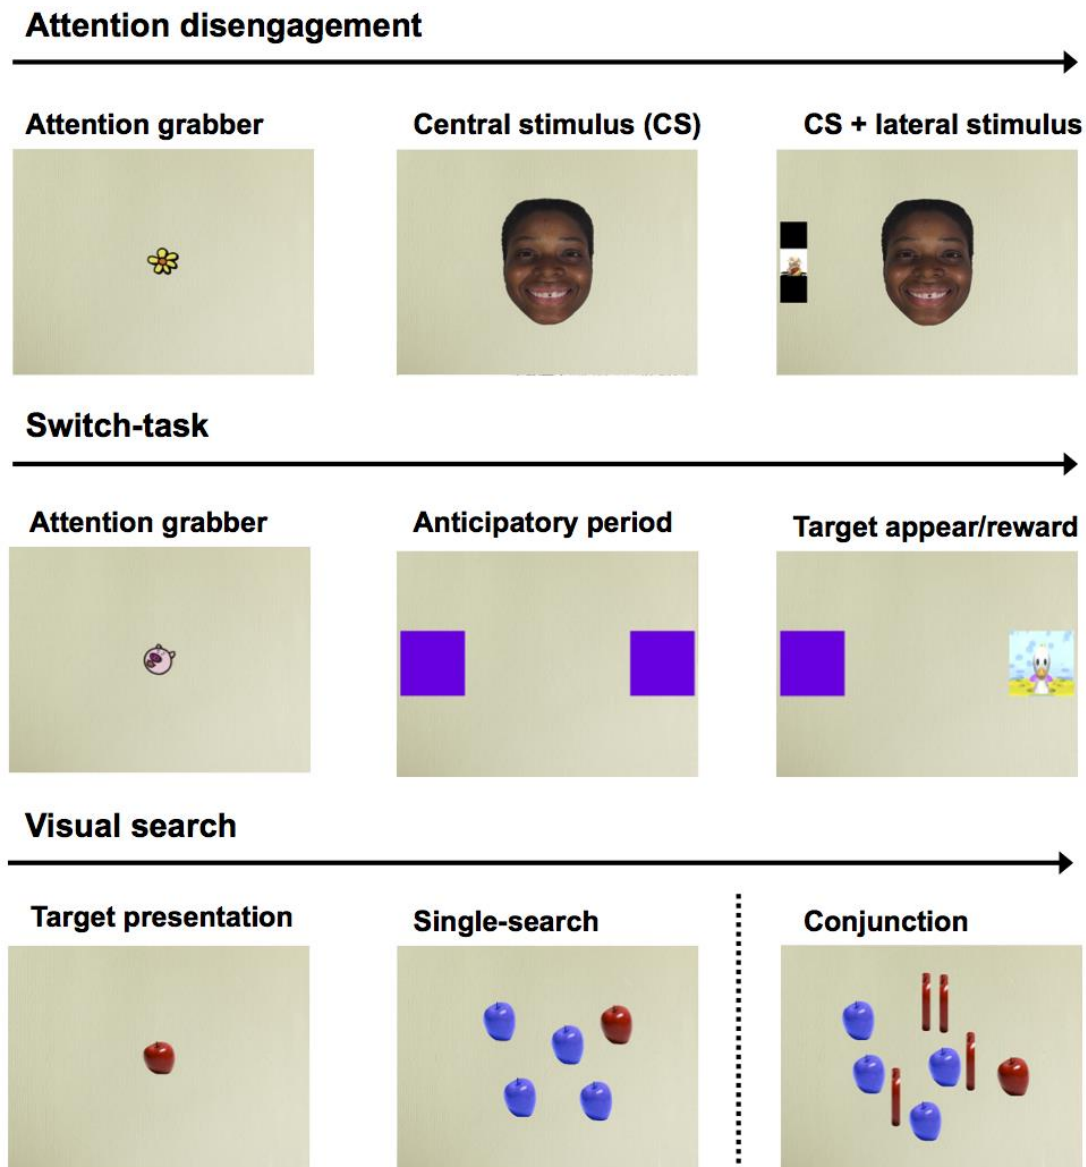 Attention disengagement
Attention grabber
Central stimulus (CS)
CS + lateral stimulus
Switch-task
Attention grabber
Anticipatory period
Target appear/reward
Visual search
Target presentation
Single-search
Conjunction